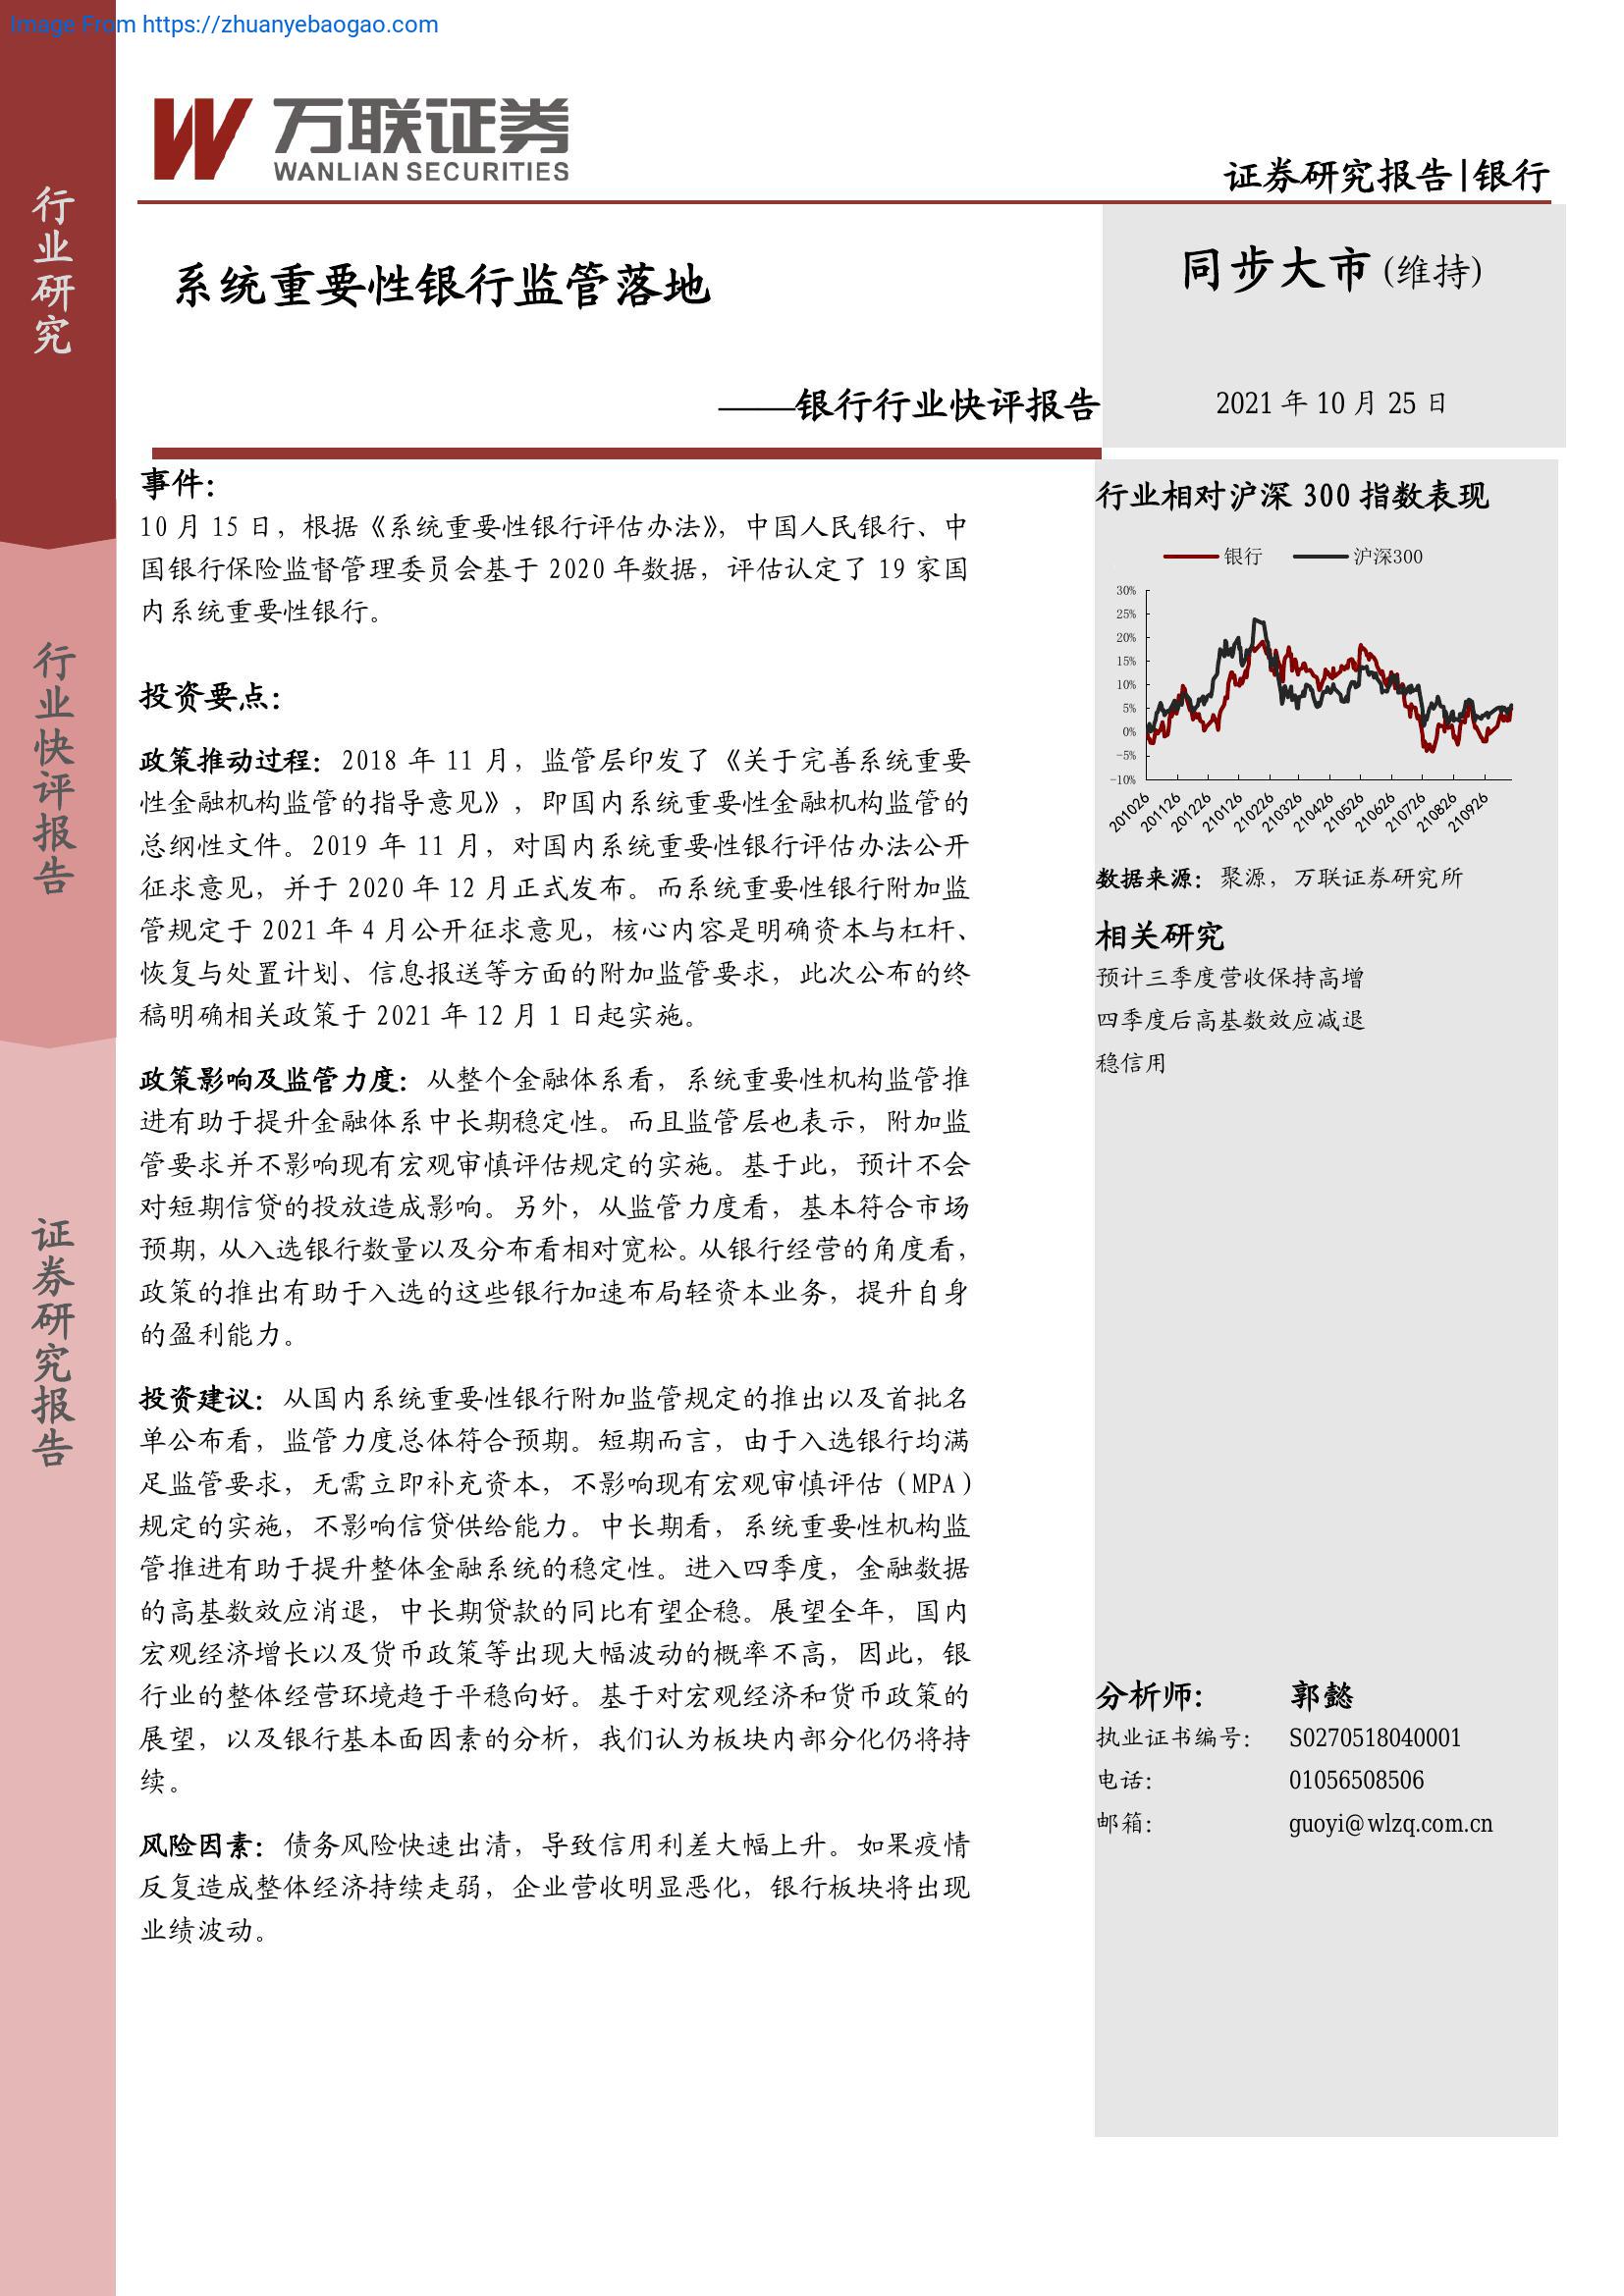 Image From https://zhuanyebaogao.com
万联证券
WANLIAN SECURITIES
证券研究报告|银行
行业研究
行业快评报告
证券研究报告
系统重要性银行监管落地
同步大市(维持)
——银行行业快评报告
2021 年 10 月 25 日
事件：
10 月 15 日，根据《系统重要性银行评估办法》，中国人民银行、中
国银行保险监督管理委员会基于 2020 年数据，评估认定了 19 家国
内系统重要性银行。
投资要点：
政策推动过程：2018 年 11 月，监管层印发了《关于完善系统重要
性金融机构监管的指导意见》，即国内系统重要性金融机构监管的
总纲性文件。2019 年 11 月，对国内系统重要性银行评估办法公开
征求意见，并于 2020 年 12 月正式发布。而系统重要性银行附加监
管规定于 2021 年 4 月公开征求意见，核心内容是明确资本与杠杆、
恢复与处置计划、信息报送等方面的附加监管要求，此次公布的终
稿明确相关政策于 2021 年 12 月 1 日起实施。
政策影响及监管力度：从整个金融体系看，系统重要性机构监管推
进有助于提升金融体系中长期稳定性。而且监管层也表示，附加监
管要求并不影响现有宏观审慎评估规定的实施。基于此，预计不会
对短期信贷的投放造成影响。另外，从监管力度看，基本符合市场
预期，从入选银行数量以及分布看相对宽松。从银行经营的角度看，
政策的推出有助于入选的这些银行加速布局轻资本业务，提升自身
的盈利能力。
投资建议：从国内系统重要性银行附加监管规定的推出以及首批名
单公布看，监管力度总体符合预期。短期而言，由于入选银行均满
足监管要求，无需立即补充资本，不影响现有宏观审慎评估（MPA）
规定的实施，不影响信贷供给能力。中长期看，系统重要性机构监
管推进有助于提升整体金融系统的稳定性。进入四季度，金融数据
的高基数效应消退，中长期贷款的同比有望企稳。展望全年，国内
宏观经济增长以及货币政策等出现大幅波动的概率不高，因此，银
行业的整体经营环境趋于平稳向好。基于对宏观经济和货币政策的
展望，以及银行基本面因素的分析，我们认为板块内部分化仍将持
续。
风险因素：债务风险快速出清，导致信用利差大幅上升。如果疫情
反复造成整体经济持续走弱，企业营收明显恶化，银行板块将出现
业绩波动。
行业相对沪深 300 指数表现
银行 沪深300
30%
25%
20%
15%
10%
5%
0%
-5%
-10%
201026 201126 201226 210126 210226 210326 210426 210526 210626 210726 210826 210926
数据来源：聚源，万联证券研究所
相关研究
预计三季度营收保持高增
四季度后高基数效应减退
稳信用
分析师: 郭懿
执业证书编号: S0270518040001
电话: 01056508506
邮箱: guoyi@wlzq.com.cn